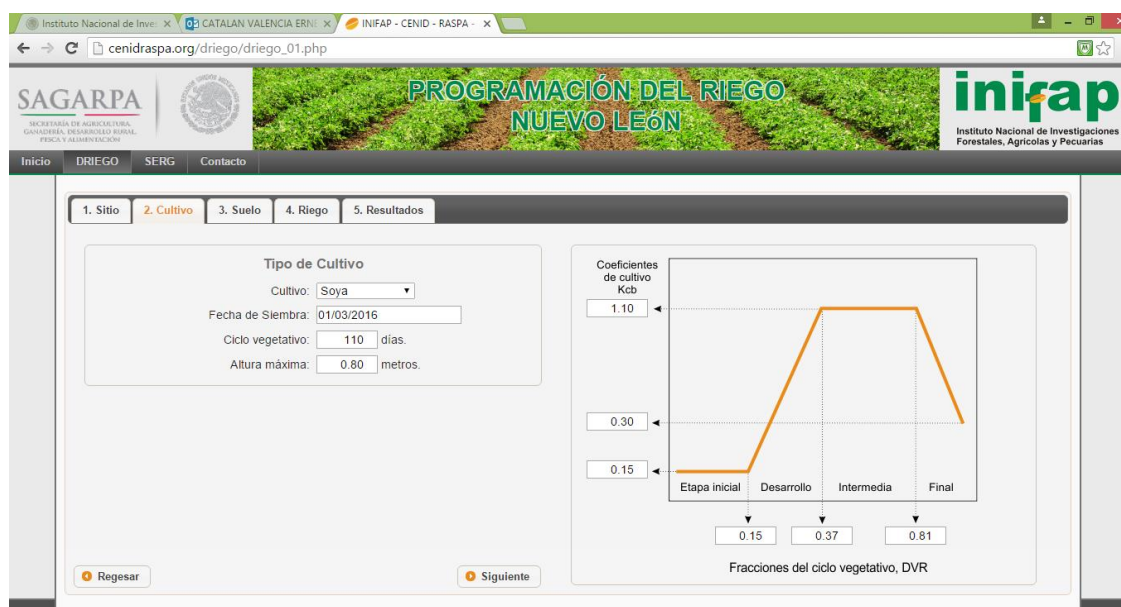 Instituto Nacional de Inve:
CATALAN VALENCIA ERNE
INIFAP - CENID - RASPA -
cenidraspa.org/driego/driego_01.php
SAGARPA
SECRETARÍA DE AGRICULTURA,
GANADERÍA, DESARROLLO RURAL,
PESCA Y ALIMENTACIÓN
PROGRAMACIÓN DEL RIEGO
NUEVO LEóN
inifap
Instituto Nacional de Investigaciones
Forestales, Agrícolas y Pecuarias
Inicio DRIEGO SERG Contacto
1. Sitio 2. Cultivo 3. Suelo 4. Riego 5. Resultados
Tipo de Cultivo
Cultivo: Soya
Fecha de Siembra: 01/03/2016
Ciclo vegetativo: 110 días.
Altura máxima: 0.80 metros.
Regesar
Siguiente
Coeficientes
de cultivo
Kcb
1.10
0.30
0.15
Etapa inicial Desarrollo Intermedia Final
0.15 0.37 0.81
Fracciones del ciclo vegetativo, DVR